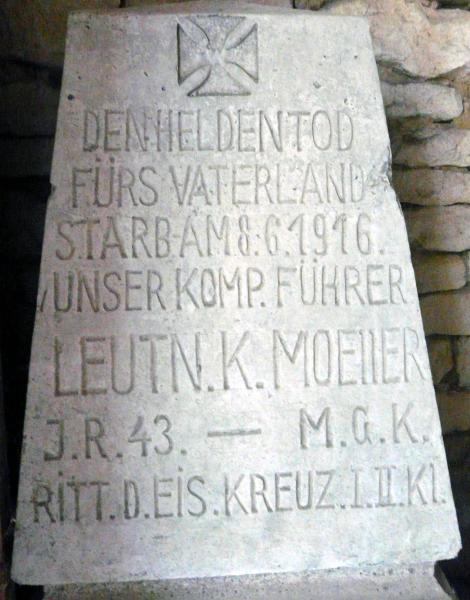 DEN HELDENTOD
FÜRS VATERLAND
STARB AM 8.6.1916.
UNSER KOMP. FÜHRER
LEUTN. K. MOEllER
J.R. 43. — M.G.K.
RITT. D. EIS. KREUZ. I. II. Kl.